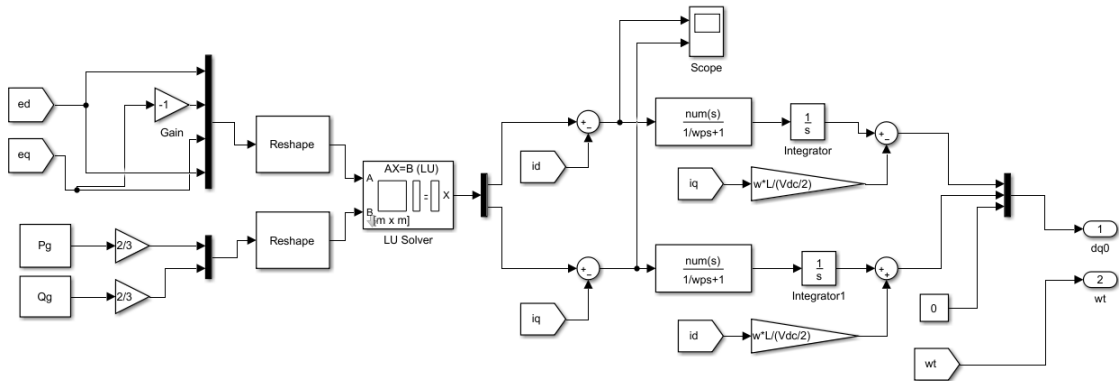 Scope
ed
-1
Gain
eq
Reshape
AX=B (LU)
A
B
X
[m x m]
LU Solver
Pg
2/3
Qg
2/3
Reshape
+
−
id
num(s)
1/wps+1
1
s
Integrator
+
−
iq
w*L/(Vdc/2)
+
−
iq
num(s)
1/wps+1
1
s
Integrator1
+
+
id
w*L/(Vdc/2)
0
wt
1
dq0
2
wt